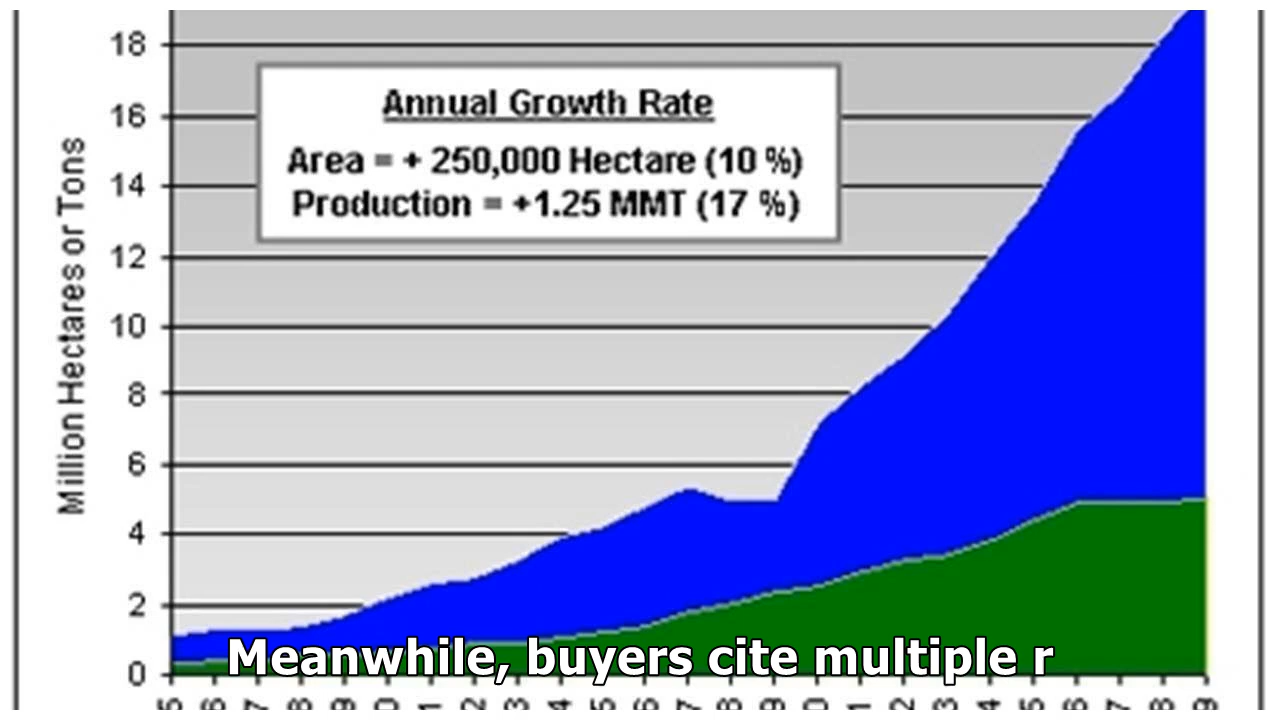 18
Annual Growth Rate
16
Area = + 250,000 Hectare (10 %)
14
Production = +1.25 MMT (17 %)
12
10
8
6
4
2
0
Million Hectares or Tons
Meanwhile, buyers cite multiple r